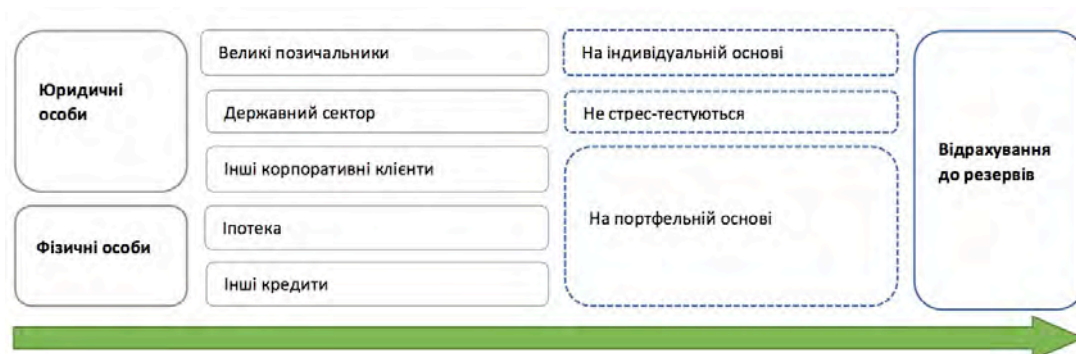 Юридичні
особи
Фізичні особи
Великі позичальники
Державний сектор
Інші корпоративні клієнти
Іпотека
Інші кредити
На індивідуальній основі
Не стрес-тестуються
На портфельній основі
Відрахування
до резервів